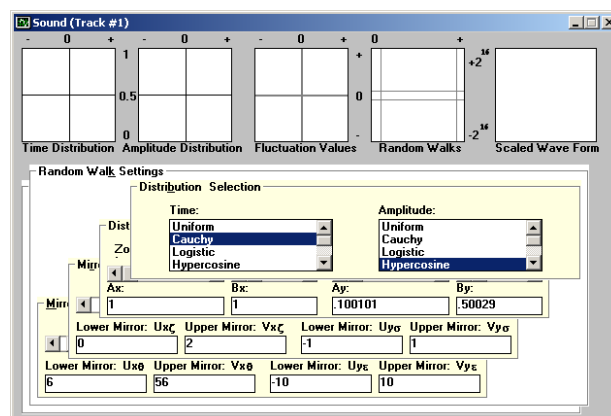 Sound (Track #1)
- 0 + - 0 + - 0 + 0 +
1 + +2^16
0.5 0
0 - -2^16
Time Distribution Amplitude Distribution Fluctuation Values Random Walks Scaled Wave Form
Random Walk Settings
Distribution Selection
Time: Amplitude:
Uniform Uniform
Cauchy Cauchy
Logistic Logistic
Hypercosine Hypercosine
Dist
Zo
Mirr
Ax: Bx: Ay: By:
1 1 .100101 .50029
Mirr
Lower Mirror: Uxζ Upper Mirror: Vxζ Lower Mirror: Uyσ Upper Mirror: Vyσ
0 2 -1 1
Lower Mirror: Uxθ Upper Mirror: Vxθ Lower Mirror: Uyε Upper Mirror: Vyε
6 56 -10 10